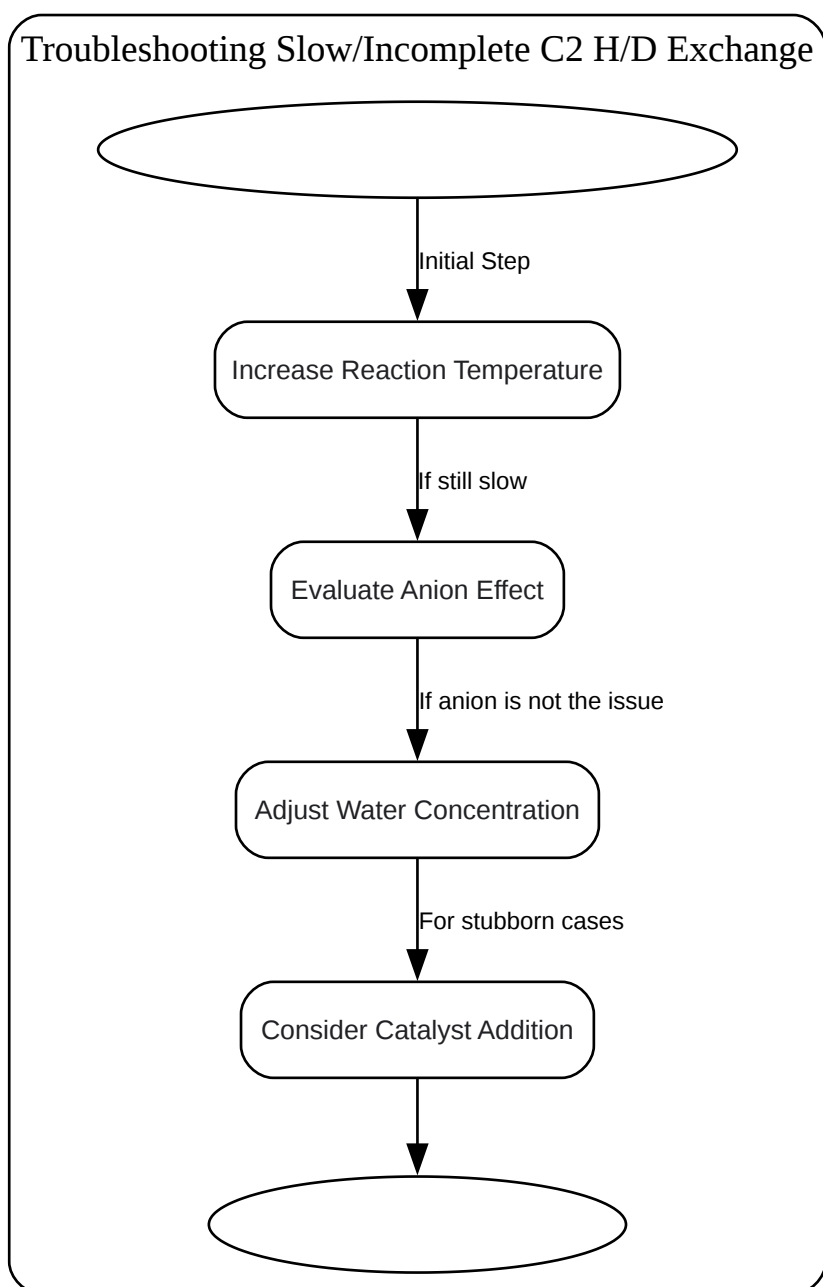 Troubleshooting Slow/Incomplete C2 H/D Exchange
Initial Step
Increase Reaction Temperature
If still slow
Evaluate Anion Effect
If anion is not the issue
Adjust Water Concentration
For stubborn cases
Consider Catalyst Addition